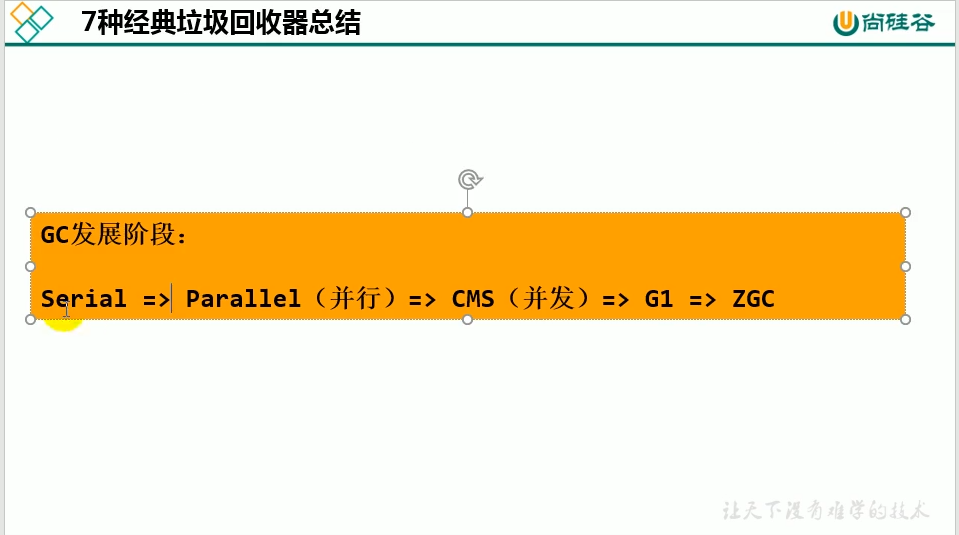 7种经典垃圾回收器总结
尚硅谷
GC发展阶段：
Serial => Parallel（并行）=> CMS（并发）=> G1 => ZGC
让天下没有难学的技术